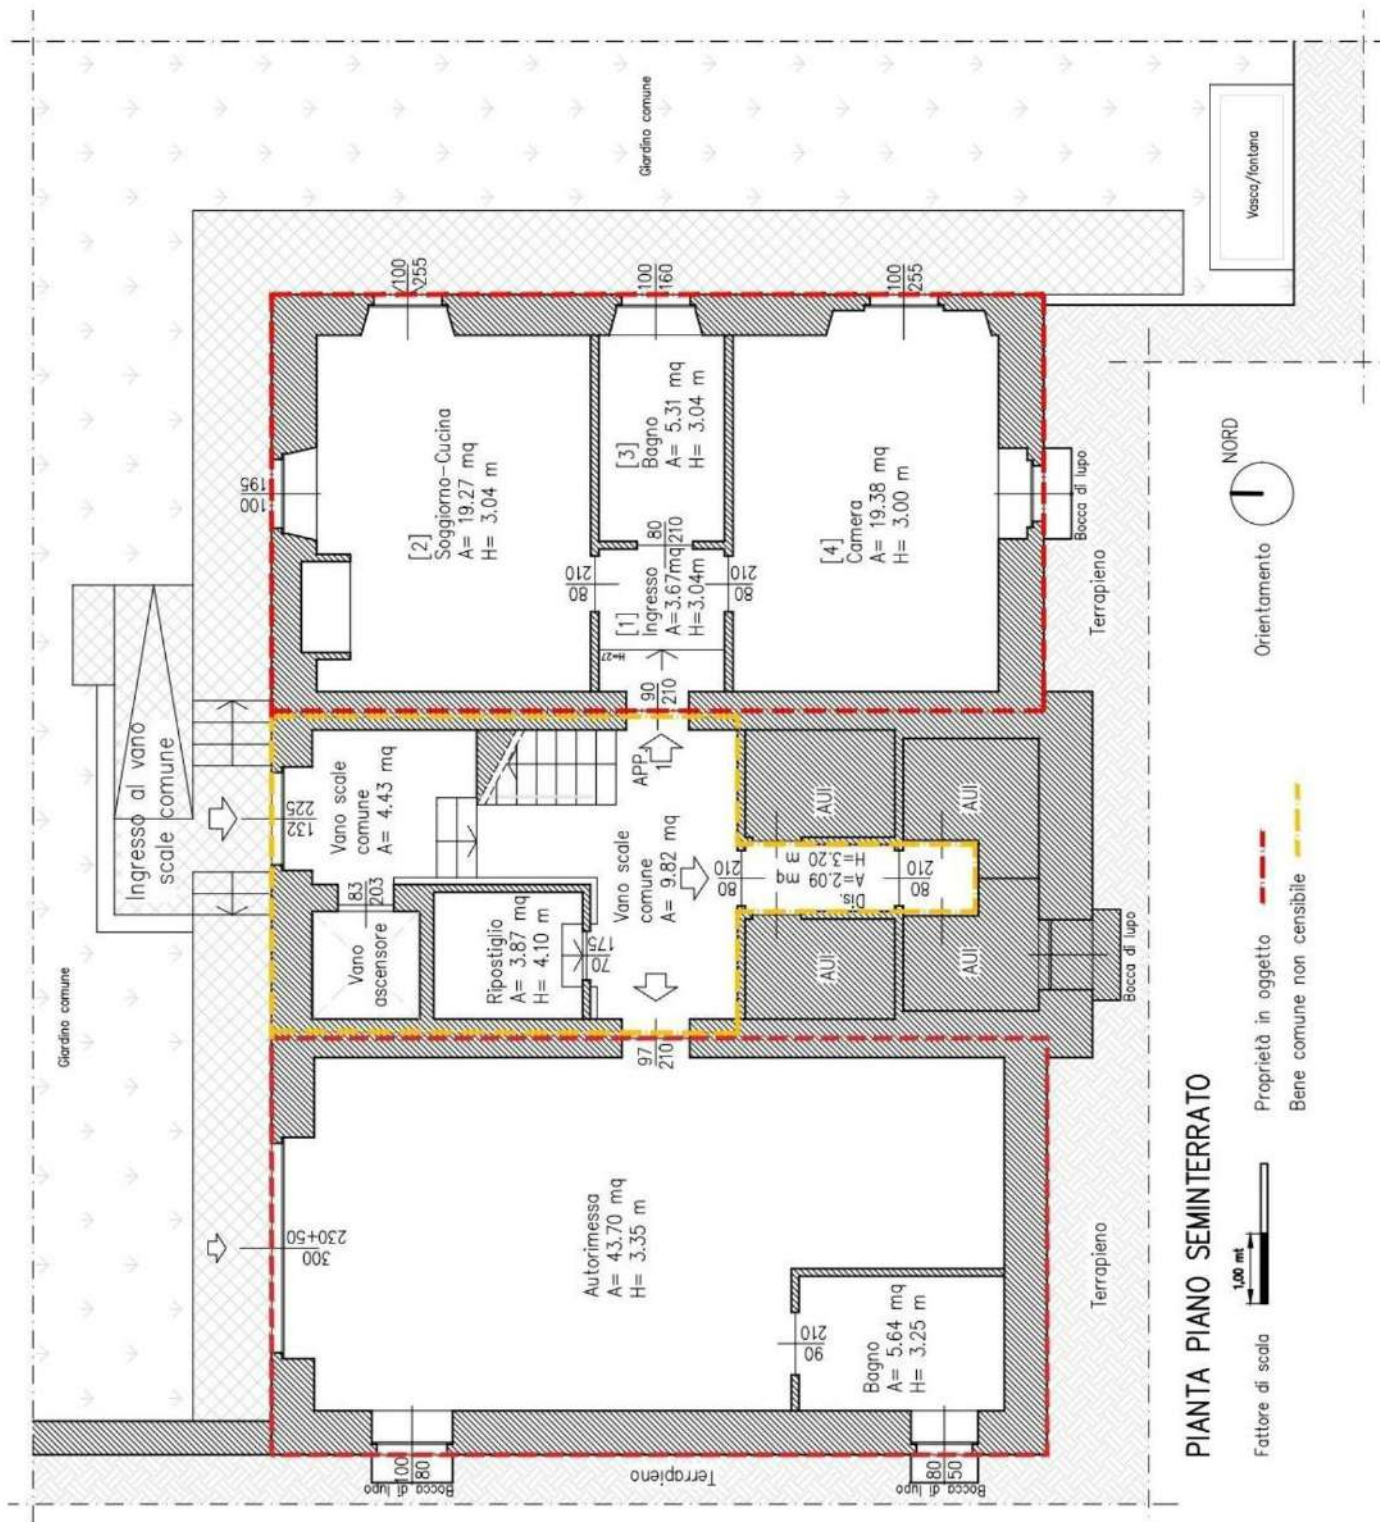 Giardino comune
Ingresso al vano
scale comune
230+50
300
225
132
195
100
Vano
ascensore
83
203
Vano scale
comune
A= 4.43 mq
100
255
100
80
Bocca di lupo
[2]
Soggiorno-Cucina
A= 19.27 mq
H= 3.04 m
Ripostiglio
A= 3.87 mq
H= 4.10 m
175
70
210
80
Autorimessa
A= 43.70 mq
H= 3.35 m
Vano scale
comune
A= 9.82 mq
97
210
APP.
1
90
210
H=27
[1]
Ingresso
A=3.67mq
H=3.04m
80
210
[3]
Bagno
A= 5.31 mq
H= 3.04 m
100
160
Giardino comune
Terrapieno
210
80
210
80
210
90
AUI
AUI
Dis.
A=2.09 mq
H=3.20 m
[4]
Camera
A= 19.38 mq
H= 3.00 m
100
255
Bagno
A= 5.64 mq
H= 3.25 m
210
80
80
50
Bocca di lupo
AUI
AUI
Bocca di lupo
Bocca di lupo
Terrapieno
Terrapieno
PIANTA PIANO SEMINTERRATO
Vasca/fontana
NORD
1,00 mt
Fattore di scala
Proprietà in oggetto
Orientamento
Bene comune non censibile